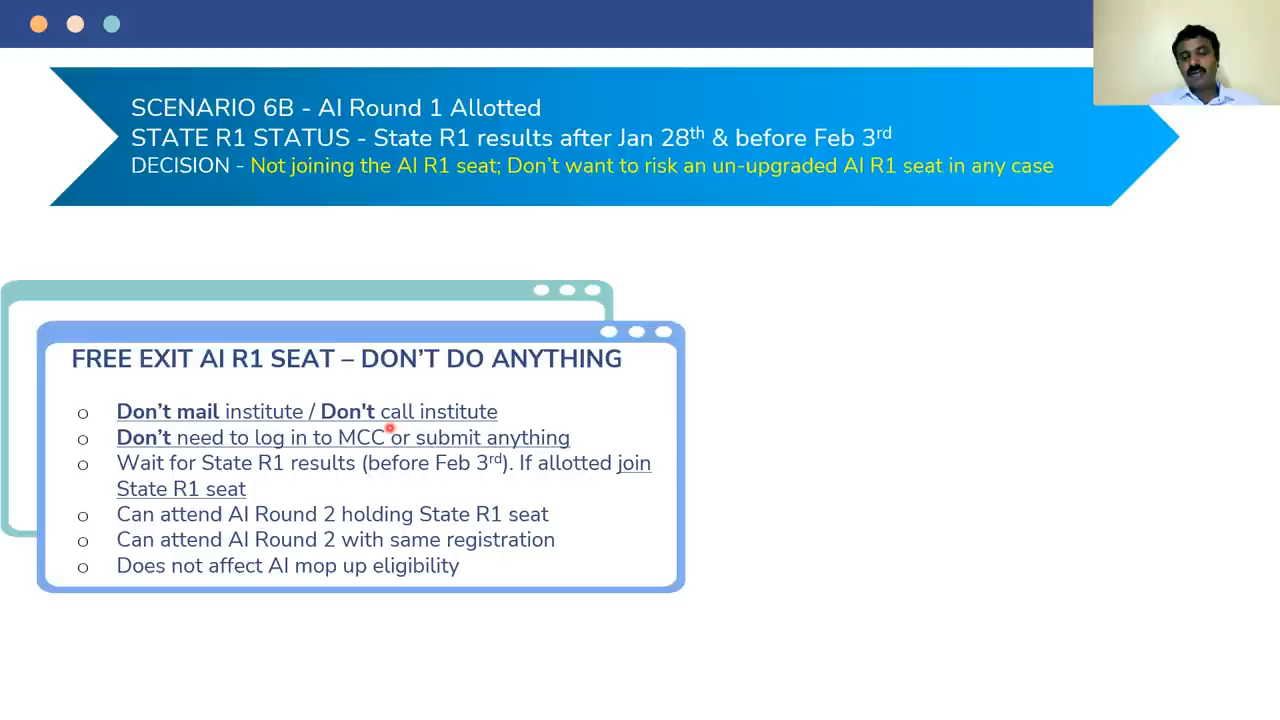 SCENARIO 6B - AI Round 1 Allotted
STATE R1 STATUS - State R1 results after Jan 28th & before Feb 3rd
DECISION - Not joining the AI R1 seat; Don't want to risk an un-upgraded AI R1 seat in any case
FREE EXIT AI R1 SEAT – DON'T DO ANYTHING
o Don't mail institute / Don't call institute
o Don't need to log in to MCC or submit anything
o Wait for State R1 results (before Feb 3rd). If allotted join
State R1 seat
o Can attend AI Round 2 holding State R1 seat
o Can attend AI Round 2 with same registration
o Does not affect AI mop up eligibility